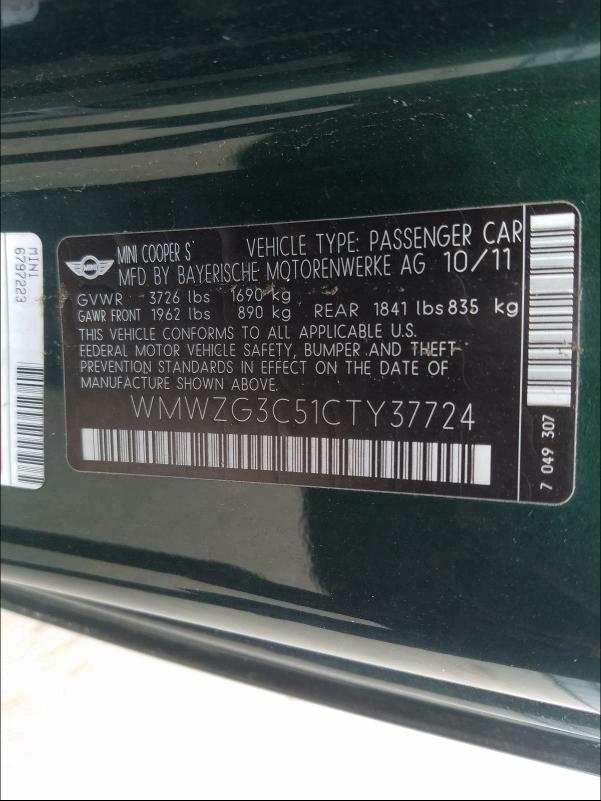 MINI
6797223
MINI
MINI COOPER S
VEHICLE TYPE: PASSENGER CAR
MFD BY BAYERISCHE MOTORENWERKE AG 10/11
GVWR 3726 lbs 1690 kg
GAWR FRONT 1962 lbs 890 kg REAR 1841 lbs 835 kg
THIS VEHICLE CONFORMS TO ALL APPLICABLE U.S.
FEDERAL MOTOR VEHICLE SAFETY, BUMPER AND THEFT
PREVENTION STANDARDS IN EFFECT ON THE DATE OF
MANUFACTURE SHOWN ABOVE.
WMWZG3C51CTY37724
7 049 307